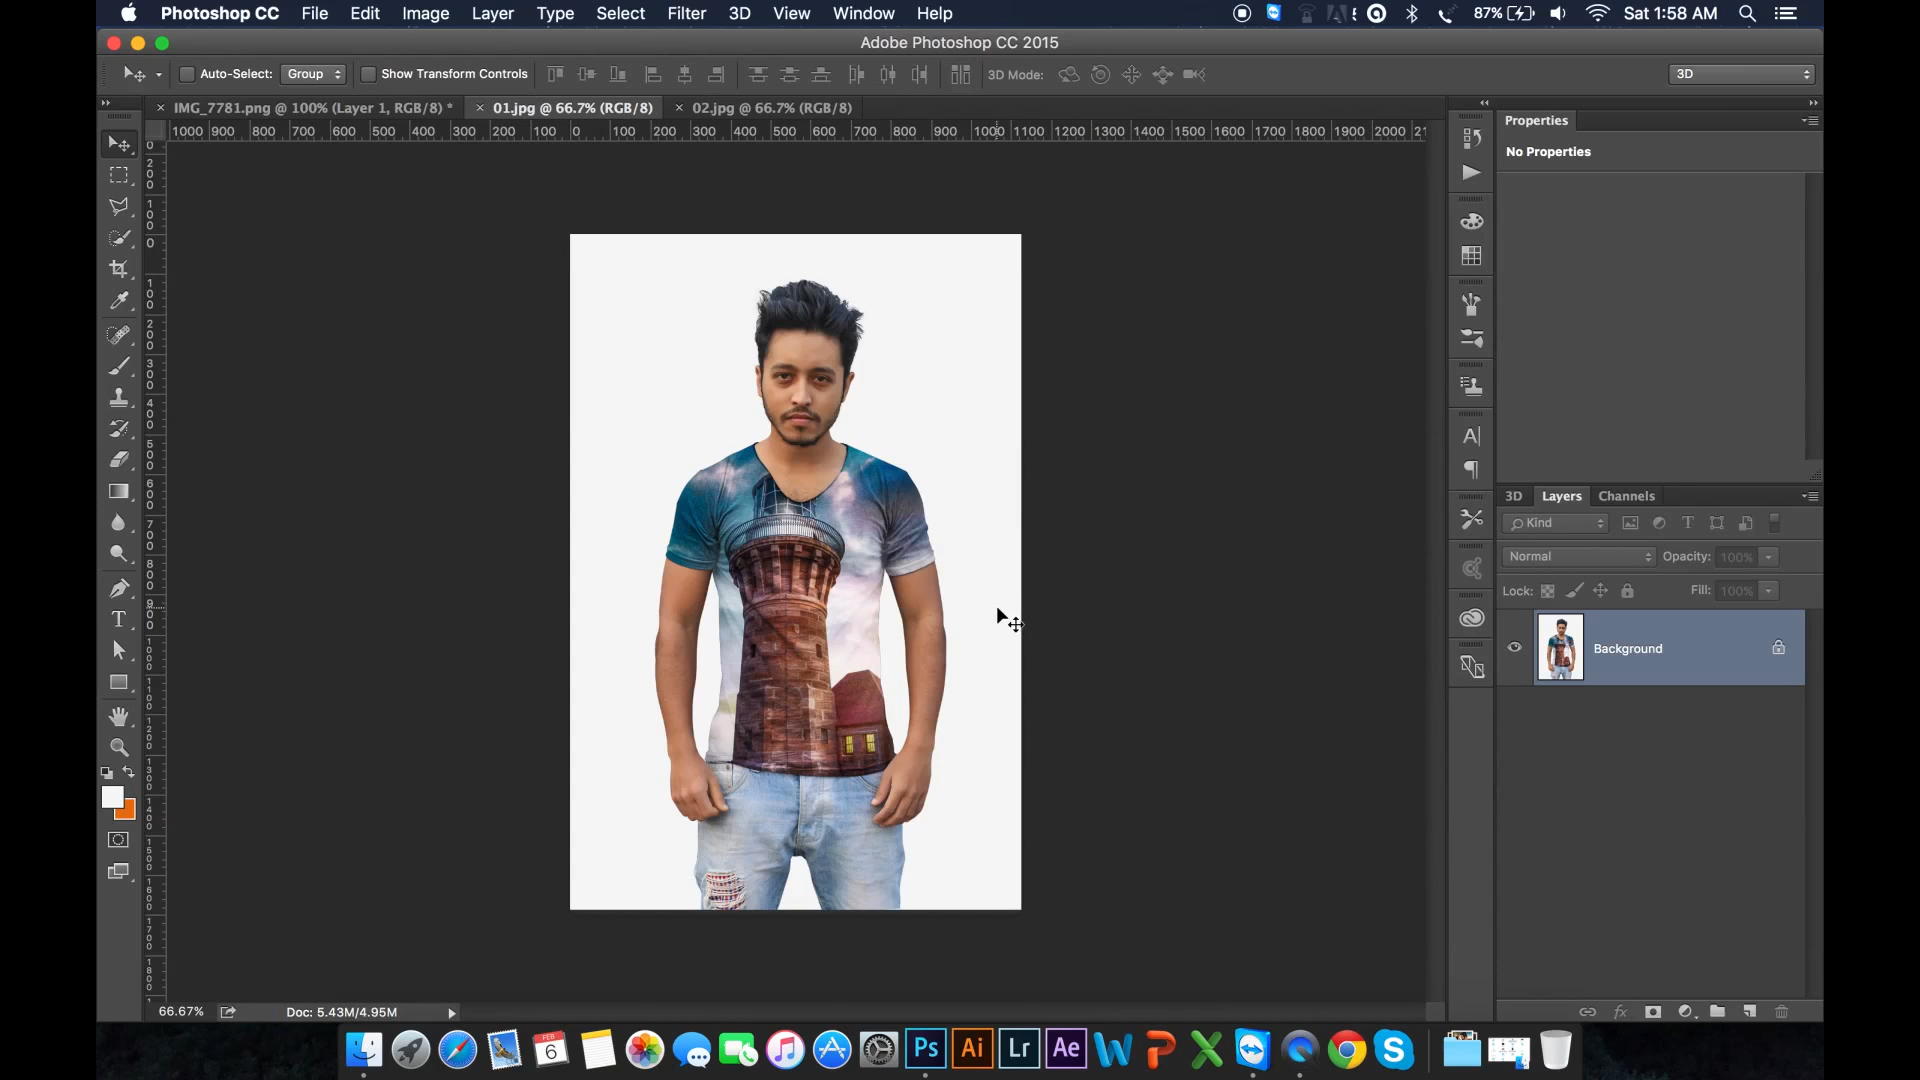 Photoshop CC File Edit Image Layer Type Select Filter 3D View Window Help 87% Sat 1:58 AM
Adobe Photoshop CC 2015
Auto-Select: Group Show Transform Controls 3D Mode: 3D
IMG_7781.png @ 100% (Layer 1, RGB/8) * 01.jpg @ 66.7% (RGB/8) 02.jpg @ 66.7% (RGB/8)
1000 900 800 700 600 500 400 300 200 100 0 100 200 300 400 500 600 700 800 900 1000 1100 1200 1300 1400 1500 1600 1700 1800 1900 2000
Properties
No Properties
3D Layers Channels
Kind
Normal Opacity: 100%
Lock: Fill: 100%
Background
66.67% Doc: 5.43M/4.95M
FEB 6 Ps Ai Lr Ae